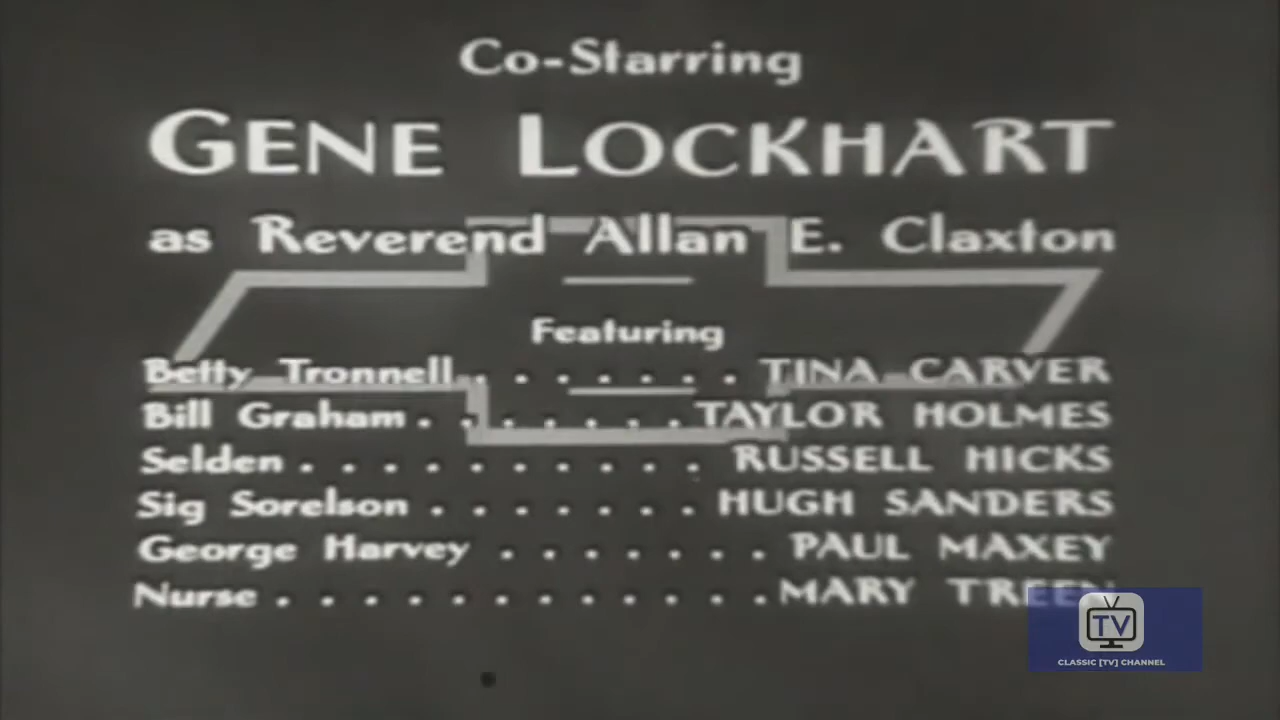 Co-Starring
GENE LOCKHART
as Reverend Allan E. Claxton
Featuring
Betty Tronnell . . . . . . . TINA CARVER
Bill Graham . . . . . . . TAYLOR HOLMES
Selden . . . . . . . . . . RUSSELL HICKS
Sig Sorelson . . . . . . . HUGH SANDERS
George Harvey . . . . . . . PAUL MAXEY
Nurse . . . . . . . . . . . . MARY TREEN
TV
CLASSIC [TV] CHANNEL